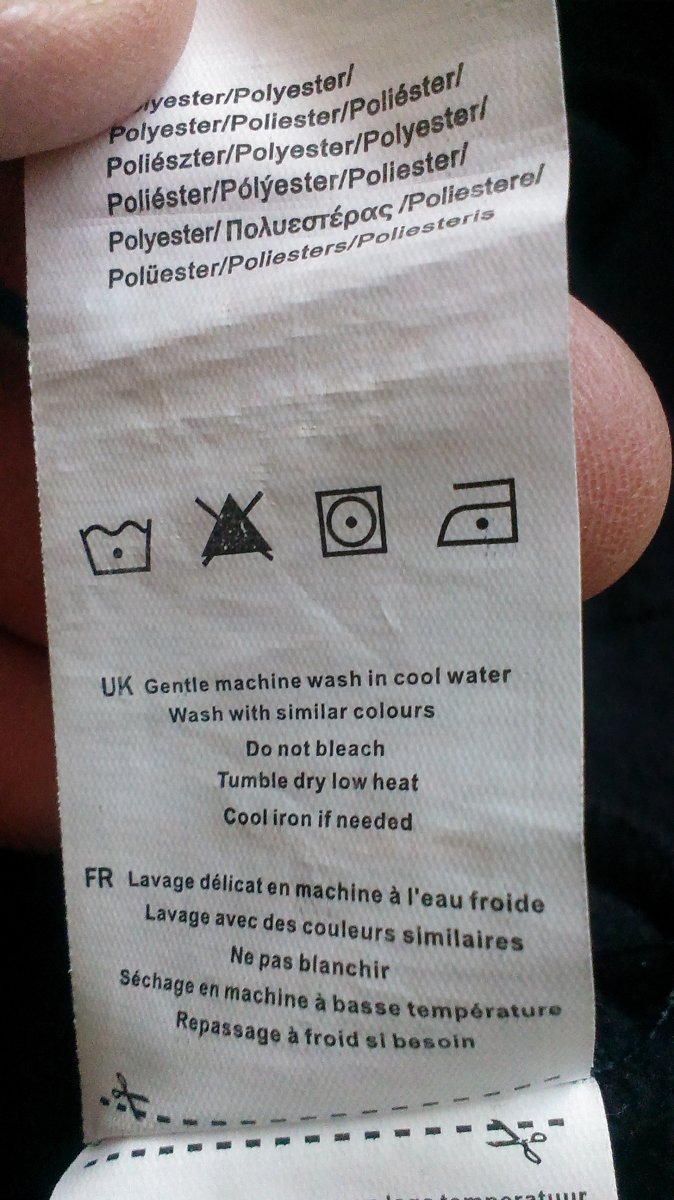 Polyester/Polyester/
Polyester/Poliester/Poliéster/
Poliészter/Polyester/Polyester/
Poliéster/Pólýester/Poliester/
Polyester/Πολυεστέρας /Poliestere/
Polüester/Poliesters/Poliesteris
UK Gentle machine wash in cool water
Wash with similar colours
Do not bleach
Tumble dry low heat
Cool iron if needed
FR Lavage délicat en machine à l'eau froide
Lavage avec des couleurs similaires
Ne pas blanchir
Séchage en machine à basse température
Repassage à froid si besoin